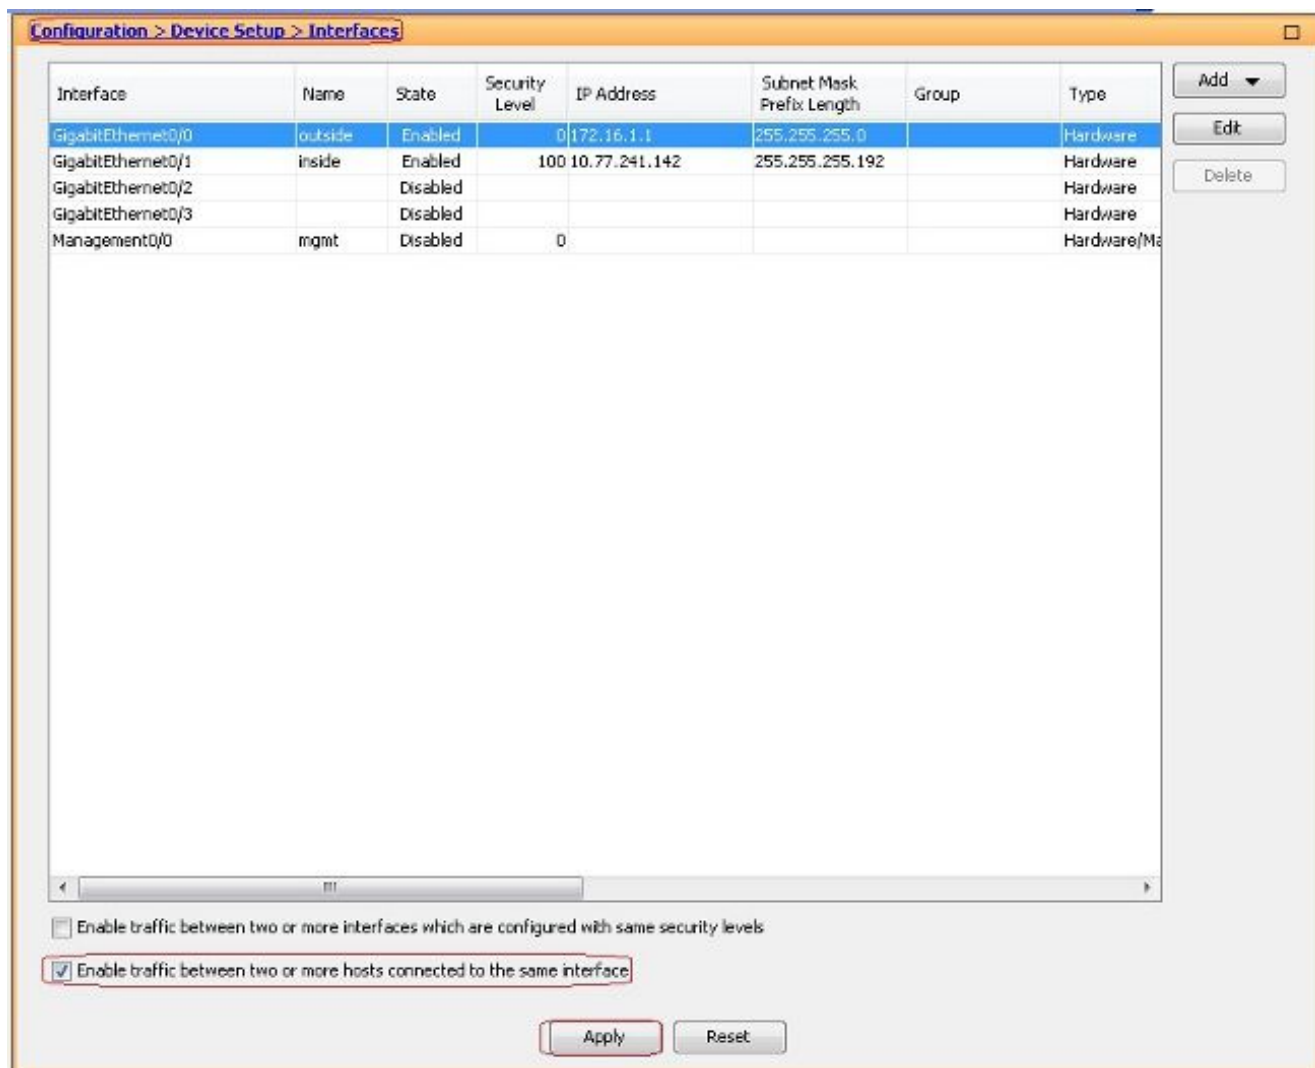 Configuration > Device Setup > Interfaces
Interface Name State Security Level IP Address Subnet Mask Prefix Length Group Type
GigabitEthernet0/0 outside Enabled 0 172.16.1.1 255.255.255.0 Hardware
GigabitEthernet0/1 inside Enabled 100 10.77.241.142 255.255.255.192 Hardware
GigabitEthernet0/2 Disabled Hardware
GigabitEthernet0/3 Disabled Hardware
Management0/0 mgmt Disabled 0 Hardware/Ma
Add
Edit
Delete
Enable traffic between two or more interfaces which are configured with same security levels
Enable traffic between two or more hosts connected to the same interface
Apply Reset